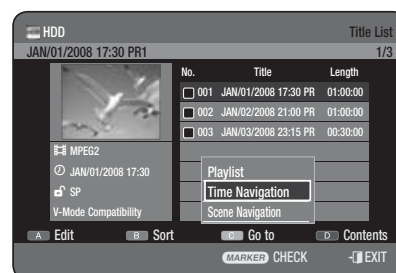 HDD Title List
JAN/01/2008 17:30 PR1 1/3
No. Title Length
001 JAN/01/2008 17:30 PR 01:00:00
002 JAN/02/2008 21:00 PR 01:00:00
003 JAN/03/2008 23:15 PR 00:30:00
MPEG2
JAN/01/2008 17:30
SP
V-Mode Compatibility
Playlist
Time Navigation
Scene Navigation
A Edit B Sort C Go to D Contents
MARKER CHECK EXIT